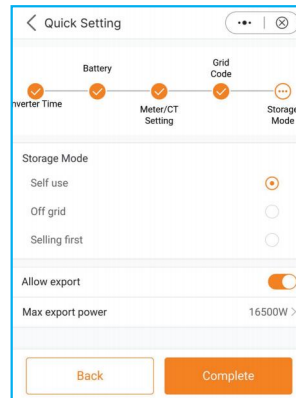 Quick Setting
Battery
Grid
Code
nverter Time
Meter/CT
Setting
Storage
Mode
Storage Mode
Self use
Off grid
Selling first
Allow export
Max export power 16500W
Back
Complete